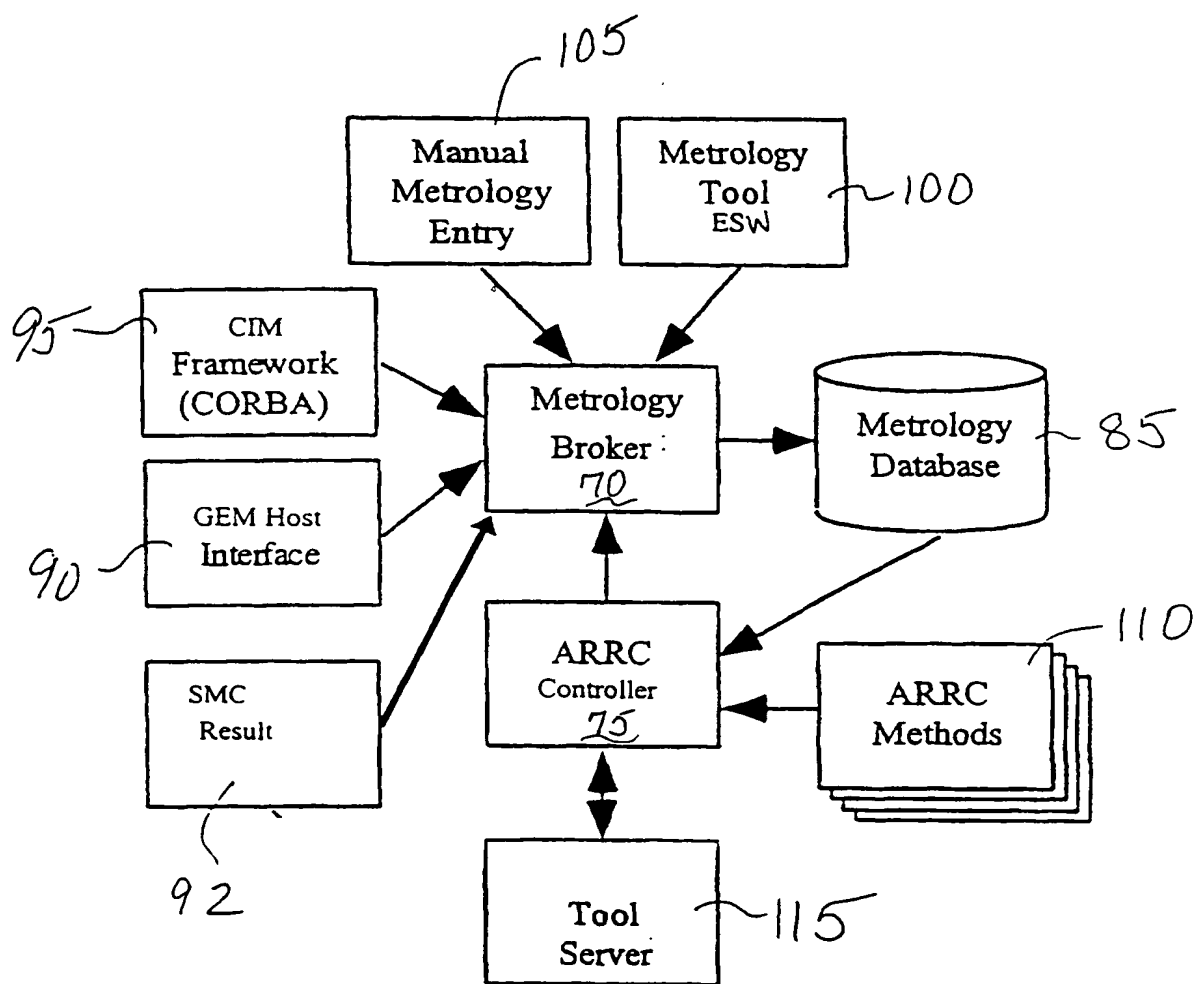 105
Manual
Metrology
Entry
Metrology
Tool
ESW
100
95
CIM
Framework
(CORBA)
Metrology
Broker
70
Metrology
Database
85
90
GEM Host
Interface
SMC
Result
92
ARRC
Controller
75
110
ARRC
Methods
Tool
Server
115